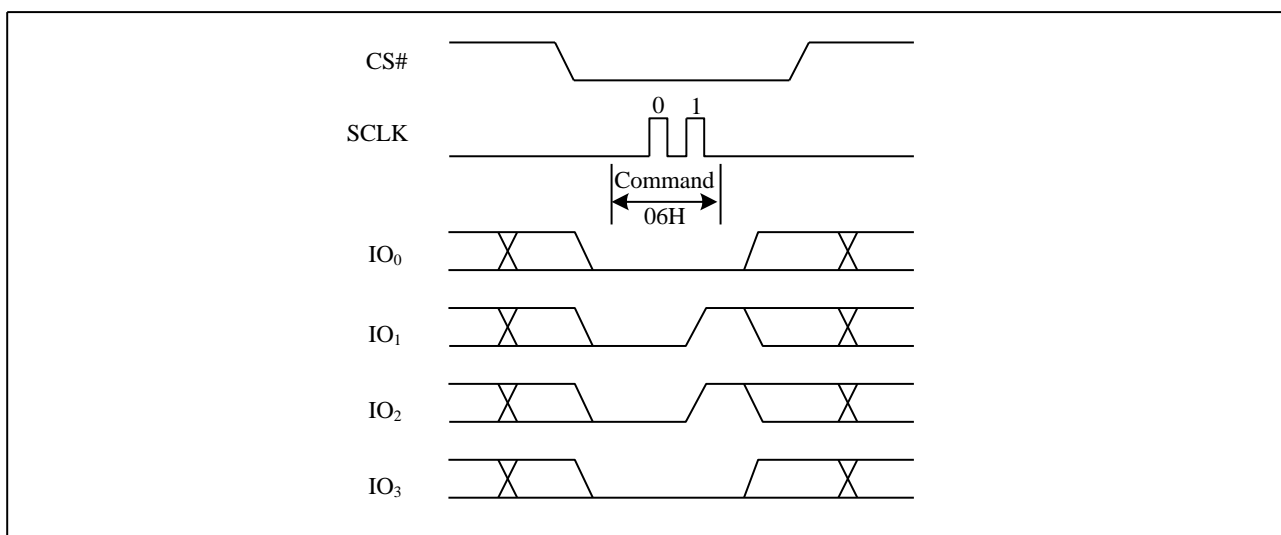 CS#
0 1
SCLK
Command
06H
IO₀
IO₁
IO₂
IO₃